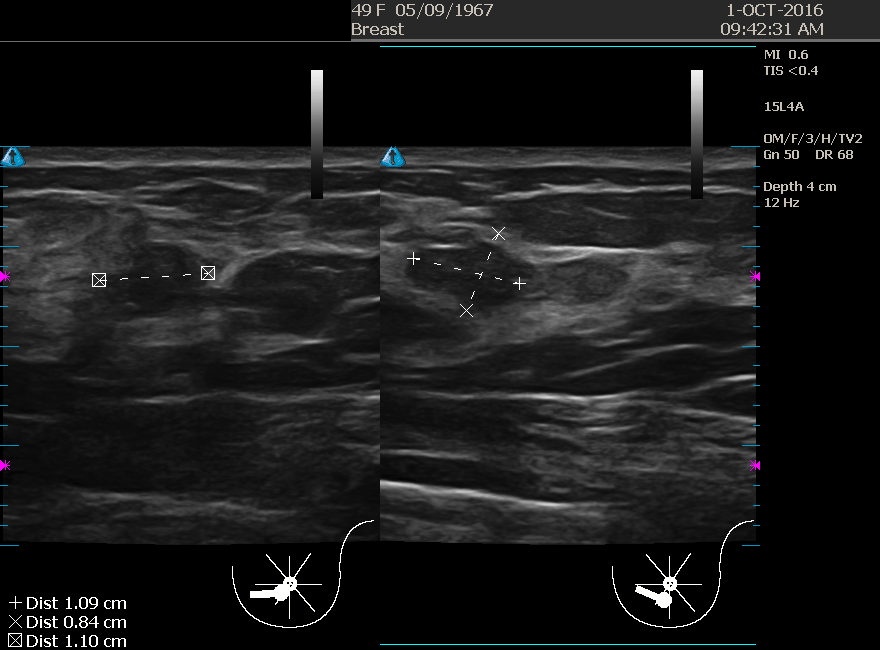 49 F 05/09/1967 1-OCT-2016
Breast 09:42:31 AM
MI 0.6
TIS <0.4
15L4A
OM/F/3/H/TV2
Gn 50 DR 68
Depth 4 cm
12 Hz
Dist 1.09 cm
Dist 0.84 cm
Dist 1.10 cm